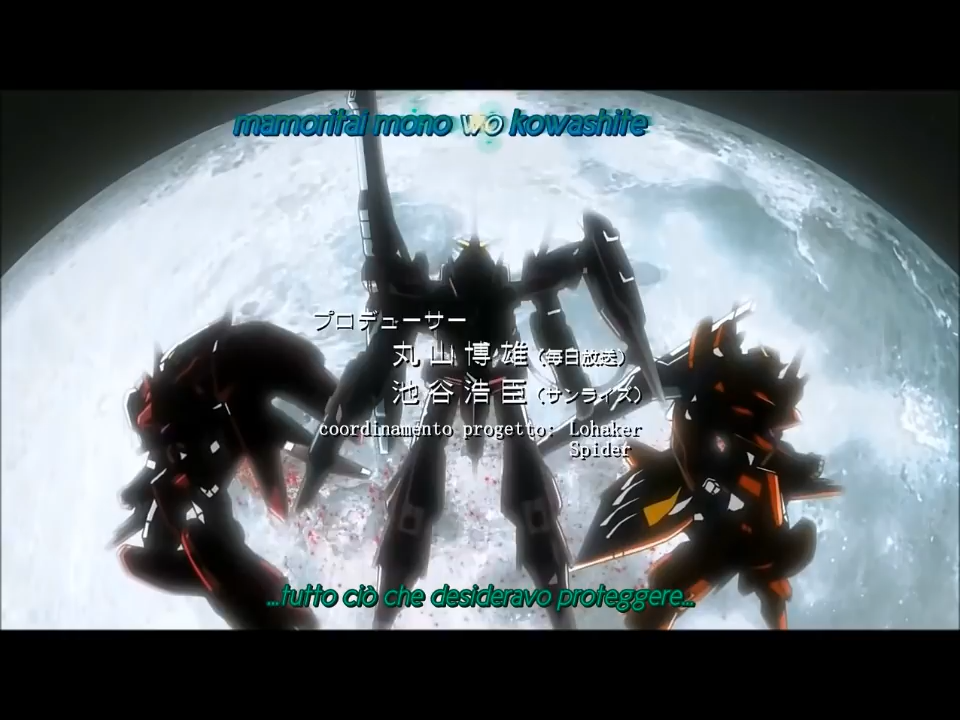 mamoritai mono wo kowashite
プロデューサー
丸山博雄(毎日放送)
池谷浩臣(サンライズ)
coordinamento progetto: Lohaker
Spider
...tutto ciò che desideravo proteggere...